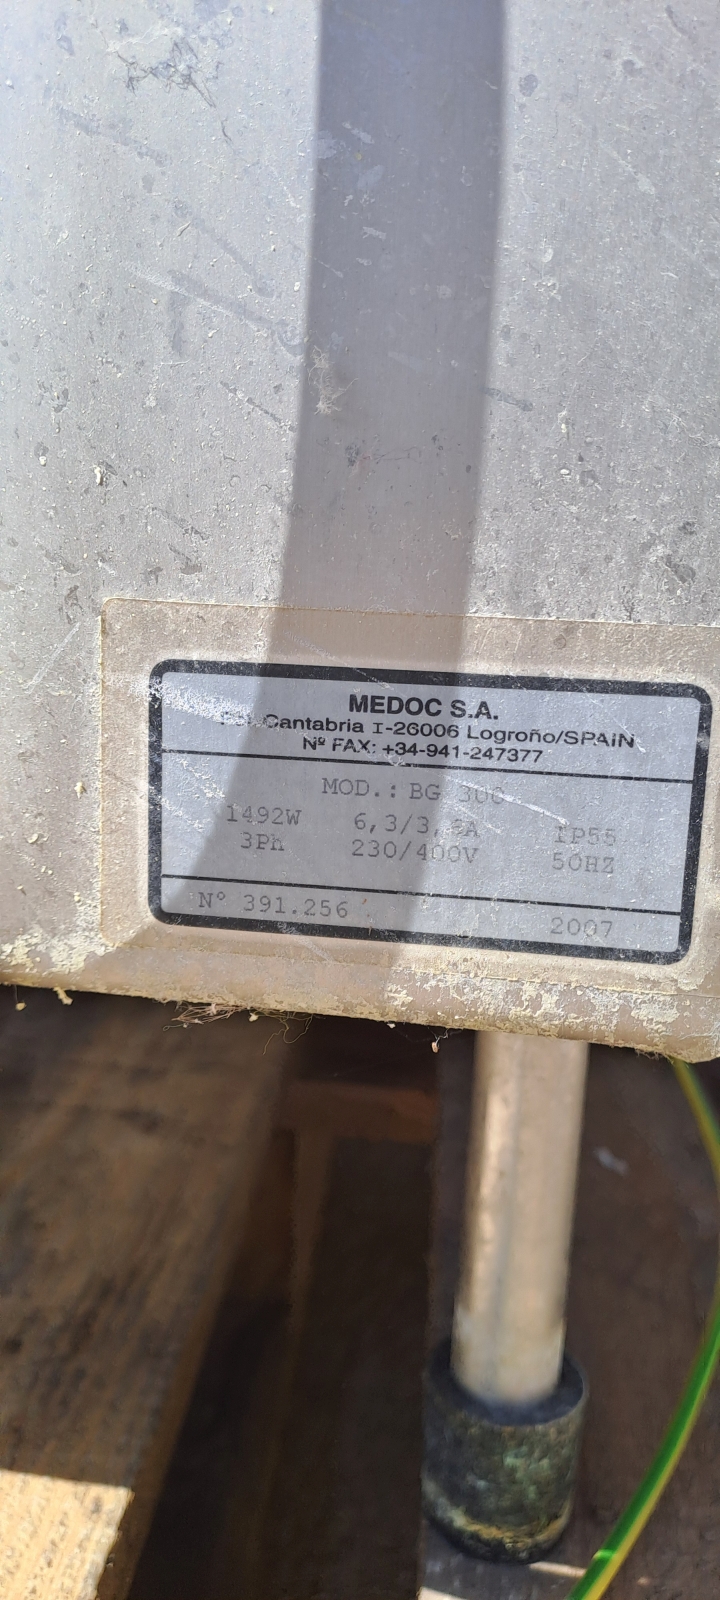 MEDOC S.A.
Cantabria I-26006 Logroño/SPAIN
Nº FAX: +34-941-247377
MOD.: BG 300
1492W 6,3/3, IP55
3Ph 230/400V 50HZ
N° 391.256 2007